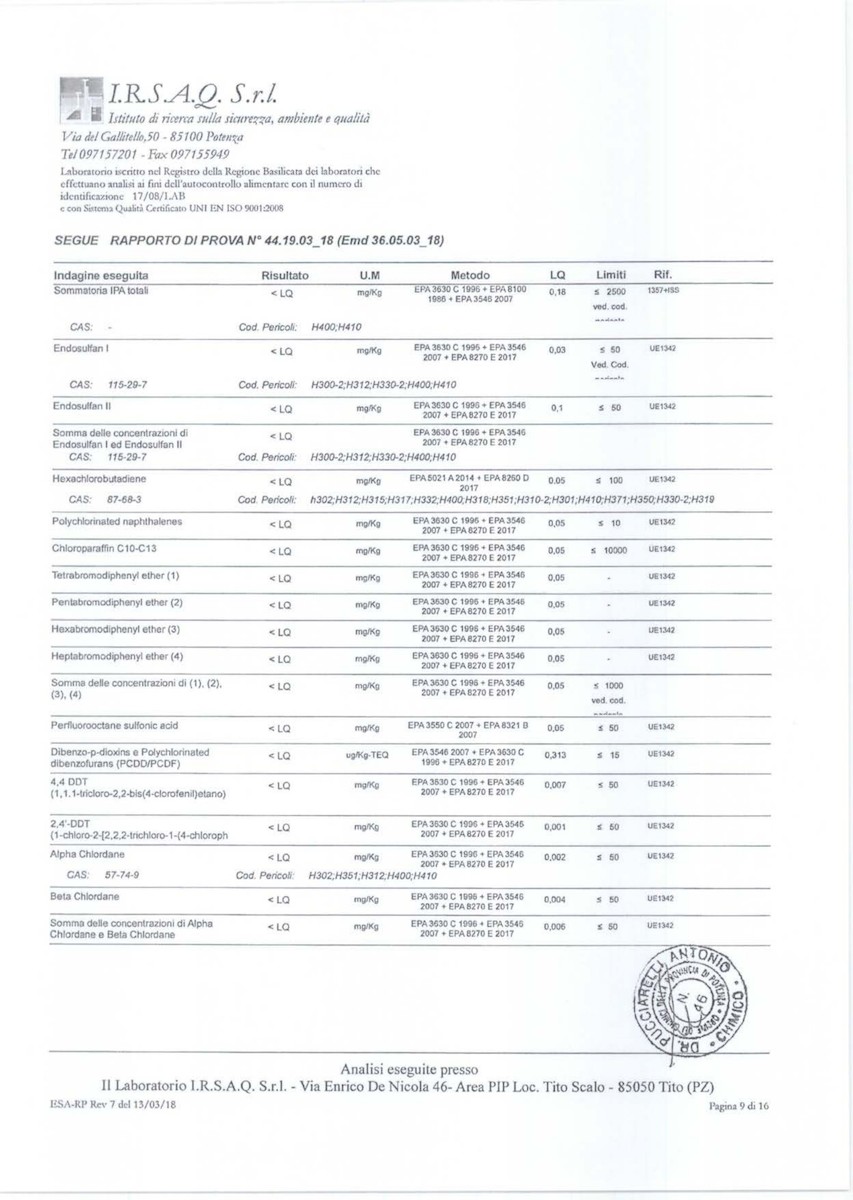 I.R.S.A.Q. S.r.l.
Istituto di ricerca sulla sicurezza, ambiente e qualità
Via del Gallitello,50 - 85100 Potenza
Tel 097157201 - Fax 097155949
Laboratorio iscritto nel Registro della Regione Basilicata dei laboratori che
effettuano analisi ai fini dell'autocontrollo alimentare con il numero di
identificazione 17/08/LAB
e con Sistema Qualità Certificato UNI EN ISO 9001:2008
SEGUE RAPPORTO DI PROVA N° 44.19.03_18 (Emd 36.05.03_18)
Indagine eseguita Risultato U.M Metodo LQ Limiti Rif.
Sommatoria IPA totali < LQ mg/Kg EPA 3630 C 1996 + EPA 8100 0,18 ≤ 2500 1357+ISS
1986 + EPA 3546 2007 ved. cod.
CAS: - Cod. Pericoli: H400;H410
Endosulfan I < LQ mg/Kg EPA 3630 C 1996 + EPA 3546 0,03 ≤ 50 UE1342
2007 + EPA 8270 E 2017 Ved. Cod.
CAS: 115-29-7 Cod. Pericoli: H300-2;H312;H330-2;H400;H410
Endosulfan II < LQ mg/Kg EPA 3630 C 1996 + EPA 3546 0,1 ≤ 50 UE1342
2007 + EPA 8270 E 2017
Somma delle concentrazioni di < LQ EPA 3630 C 1996 + EPA 3546
Endosulfan I ed Endosulfan II 2007 + EPA 8270 E 2017
CAS: 115-29-7 Cod. Pericoli: H300-2;H312;H330-2;H400;H410
Hexachlorobutadiene < LQ mg/Kg EPA 5021 A 2014 + EPA 8260 D 0,05 ≤ 100 UE1342
2017
CAS: 87-68-3 Cod. Pericoli: h302;H312;H315;H317;H332;H400;H318;H351;H310-2;H301;H410;H371;H350;H330-2;H319
Polychlorinated naphthalenes < LQ mg/Kg EPA 3630 C 1996 + EPA 3546 0,05 ≤ 10 UE1342
2007 + EPA 8270 E 2017
Chloroparaffin C10-C13 < LQ mg/Kg EPA 3630 C 1996 + EPA 3546 0,05 ≤ 10000 UE1342
2007 + EPA 8270 E 2017
Tetrabromodiphenyl ether (1) < LQ mg/Kg EPA 3630 C 1996 + EPA 3546 0,05 - UE1342
2007 + EPA 8270 E 2017
Pentabromodiphenyl ether (2) < LQ mg/Kg EPA 3630 C 1996 + EPA 3546 0,05 - UE1342
2007 + EPA 8270 E 2017
Hexabromodiphenyl ether (3) < LQ mg/Kg EPA 3630 C 1996 + EPA 3546 0,05 - UE1342
2007 + EPA 8270 E 2017
Heptabromodiphenyl ether (4) < LQ mg/Kg EPA 3630 C 1996 + EPA 3546 0,05 - UE1342
2007 + EPA 8270 E 2017
Somma delle concentrazioni di (1), (2), < LQ mg/Kg EPA 3630 C 1996 + EPA 3546 0,05 ≤ 1000
(3), (4) 2007 + EPA 8270 E 2017 ved. cod.
Perfluorooctane sulfonic acid < LQ mg/Kg EPA 3550 C 2007 + EPA 8321 B 0,05 ≤ 50 UE1342
2007
Dibenzo-p-dioxins e Polychlorinated < LQ ug/Kg-TEQ EPA 3546 2007 + EPA 3630 C 0,313 ≤ 15 UE1342
dibenzofurans (PCDD/PCDF) 1996 + EPA 8270 E 2017
4,4 DDT < LQ mg/Kg EPA 3630 C 1996 + EPA 3546 0,007 ≤ 50 UE1342
(1,1.1-tricloro-2,2-bis(4-clorofenil)etano) 2007 + EPA 8270 E 2017
2,4'-DDT < LQ mg/Kg EPA 3630 C 1996 + EPA 3546 0,001 ≤ 50 UE1342
(1-chloro-2-[2,2,2-trichloro-1-(4-chloroph 2007 + EPA 8270 E 2017
Alpha Chlordane < LQ mg/Kg EPA 3630 C 1996 + EPA 3546 0,002 ≤ 50 UE1342
2007 + EPA 8270 E 2017
CAS: 57-74-9 Cod. Pericoli: H302;H351;H312;H400;H410
Beta Chlordane < LQ mg/Kg EPA 3630 C 1996 + EPA 3546 0,004 ≤ 50 UE1342
2007 + EPA 8270 E 2017
Somma delle concentrazioni di Alpha < LQ mg/Kg EPA 3630 C 1996 + EPA 3546 0,006 ≤ 50 UE1342
Chlordane e Beta Chlordane 2007 + EPA 8270 E 2017
DR. PUCCIARELLI ANTONIO • CHIMICO
PROVINCIA DI POTENZA
N. 46
Analisi eseguite presso
Il Laboratorio I.R.S.A.Q. S.r.l. - Via Enrico De Nicola 46- Area PIP Loc. Tito Scalo - 85050 Tito (PZ)
ESA-RP Rev 7 del 13/03/18 Pagina 9 di 16